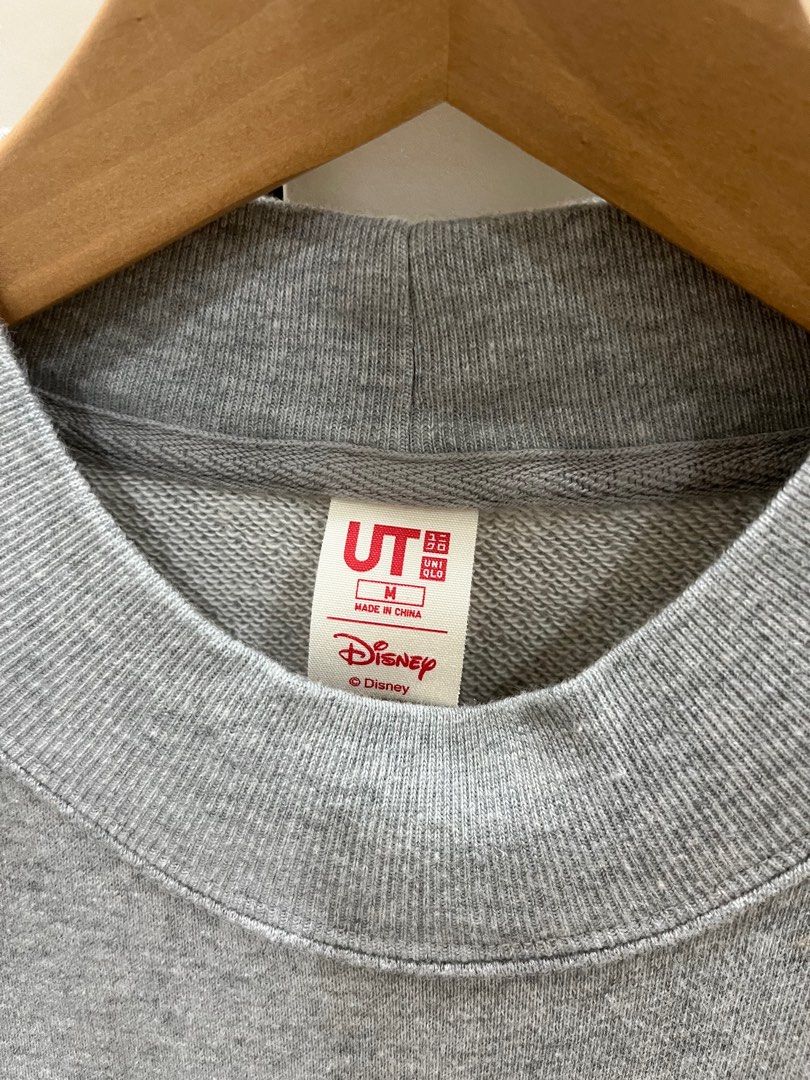 UT ユニクロ UNIQLO
M
MADE IN CHINA
Disney
© Disney